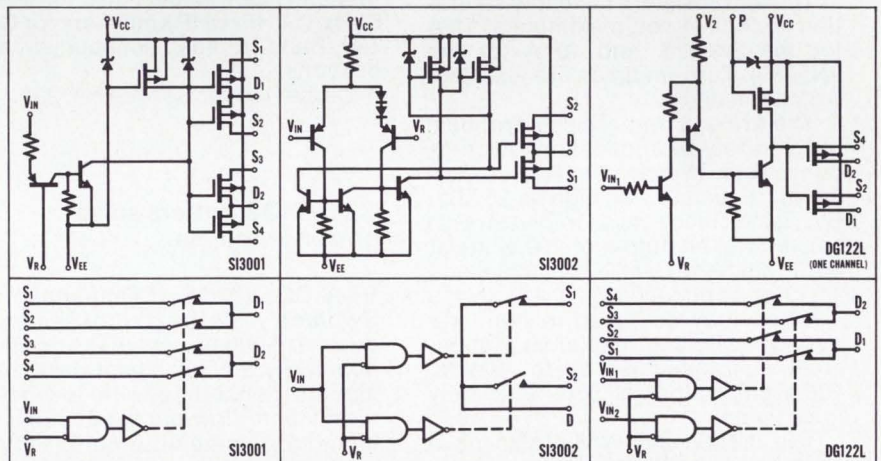 VCC
S1
D1
S2
VIN
S3
D2
S4
VR
VEE
SI3001
VCC
S2
VIN
VR
D
S1
VEE
SI3002
V2
P
VCC
S4
D2
S2
D1
VIN1
VR
VEE
DG122L
(ONE CHANNEL)
S1
S2
S3
S4
D1
D2
VIN
VR
SI3001
S1
VIN
S2
D
VR
SI3002
S4
S3
S2
S1
D2
D1
VIN1
VIN2
VR
DG122L